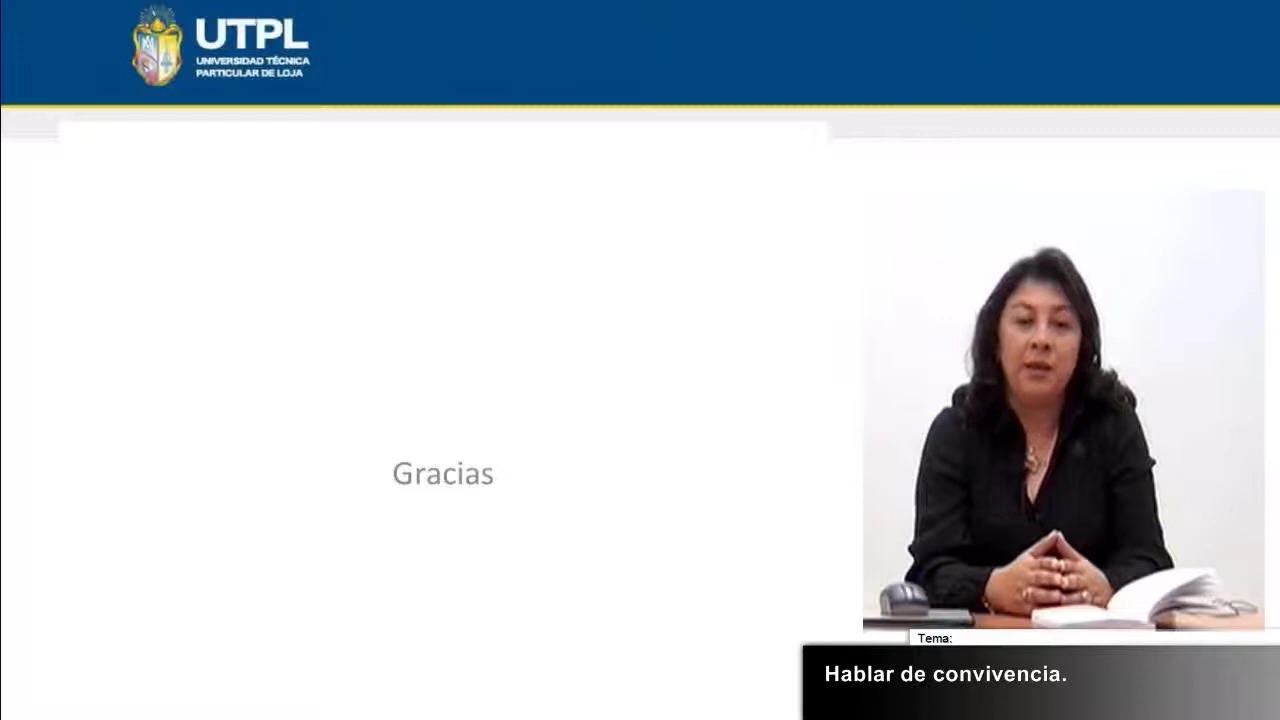 UTPL
UNIVERSIDAD TÉCNICA
PARTICULAR DE LOJA
Gracias
Tema:
Hablar de convivencia.